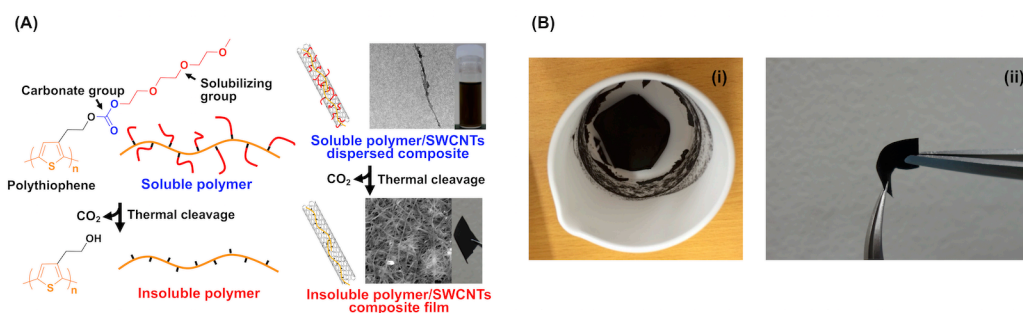 (A)
Carbonate group
Solubilizing
group
O
O
O
O
O
O
O
S
n
Polythiophene
Soluble polymer
CO2
Thermal cleavage
OH
S
n
Insoluble polymer
Soluble polymer/SWCNTs
dispersed composite
CO2
Thermal cleavage
Insoluble polymer/SWCNTs
composite film
(B)
(i)
(ii)